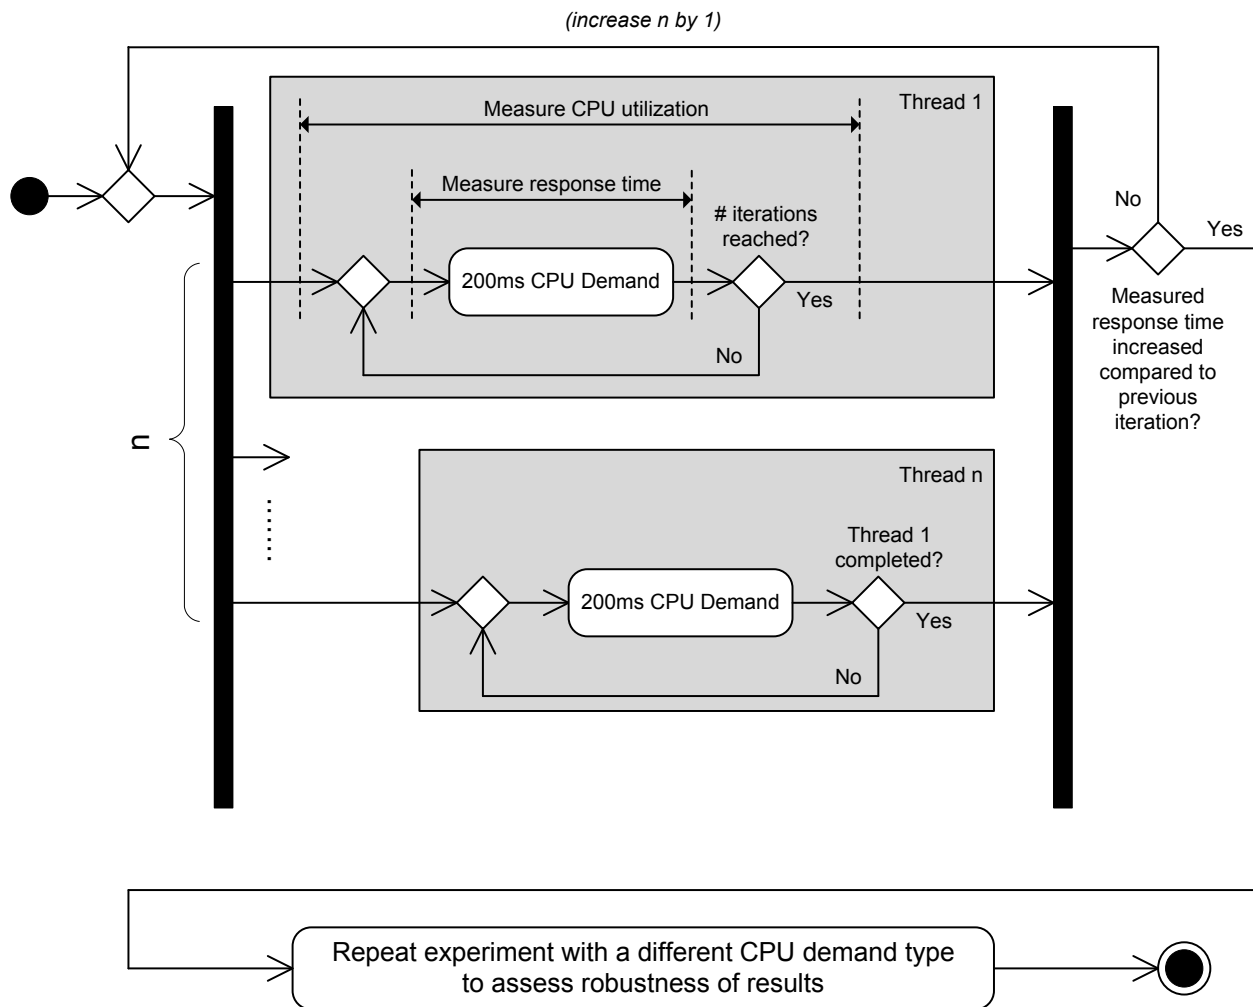 (increase n by 1)
Thread 1
Measure CPU utilization
Measure response time
# iterations
reached?
200ms CPU Demand
Yes
No
No
Yes
Measured
response time
increased
compared to
previous
iteration?
n
.......
Thread n
Thread 1
completed?
200ms CPU Demand
Yes
No
Repeat experiment with a different CPU demand type
to assess robustness of results